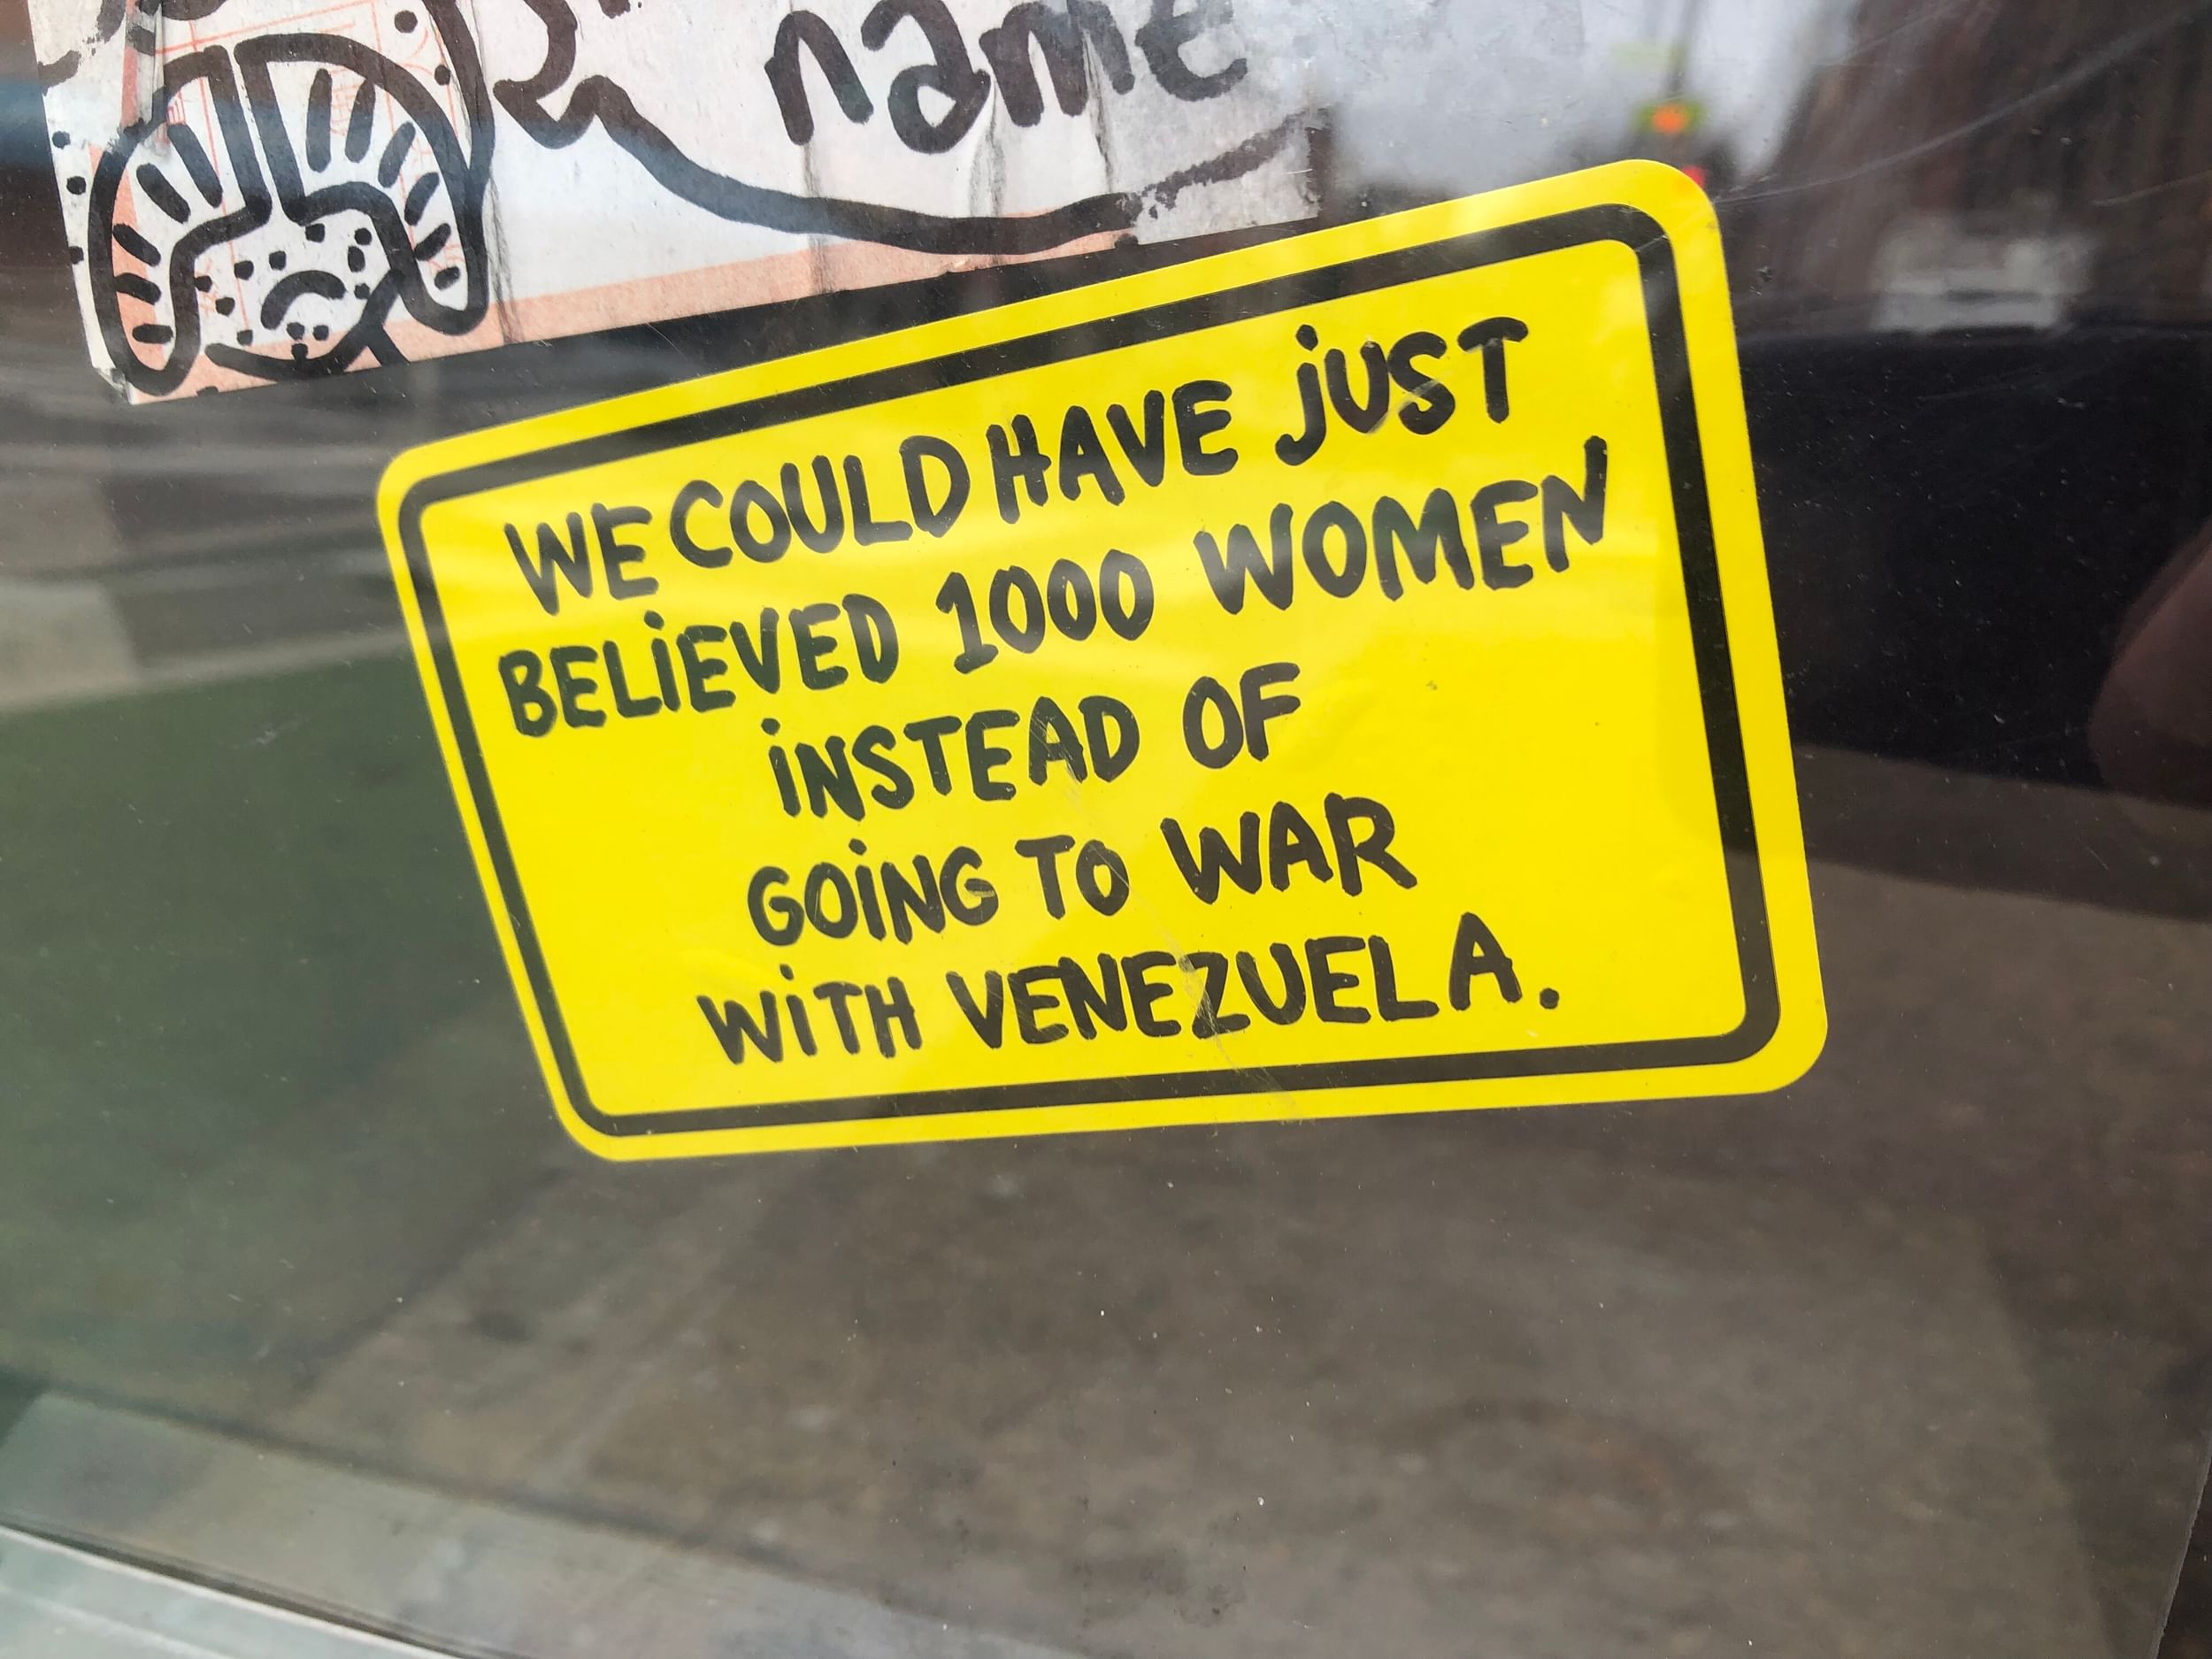 name
WE COULD HAVE jUST
BELiEVED 1000 WOMEN
iNSTEAD OF
GOiNG TO WAR
WiTH VENEZUELA.